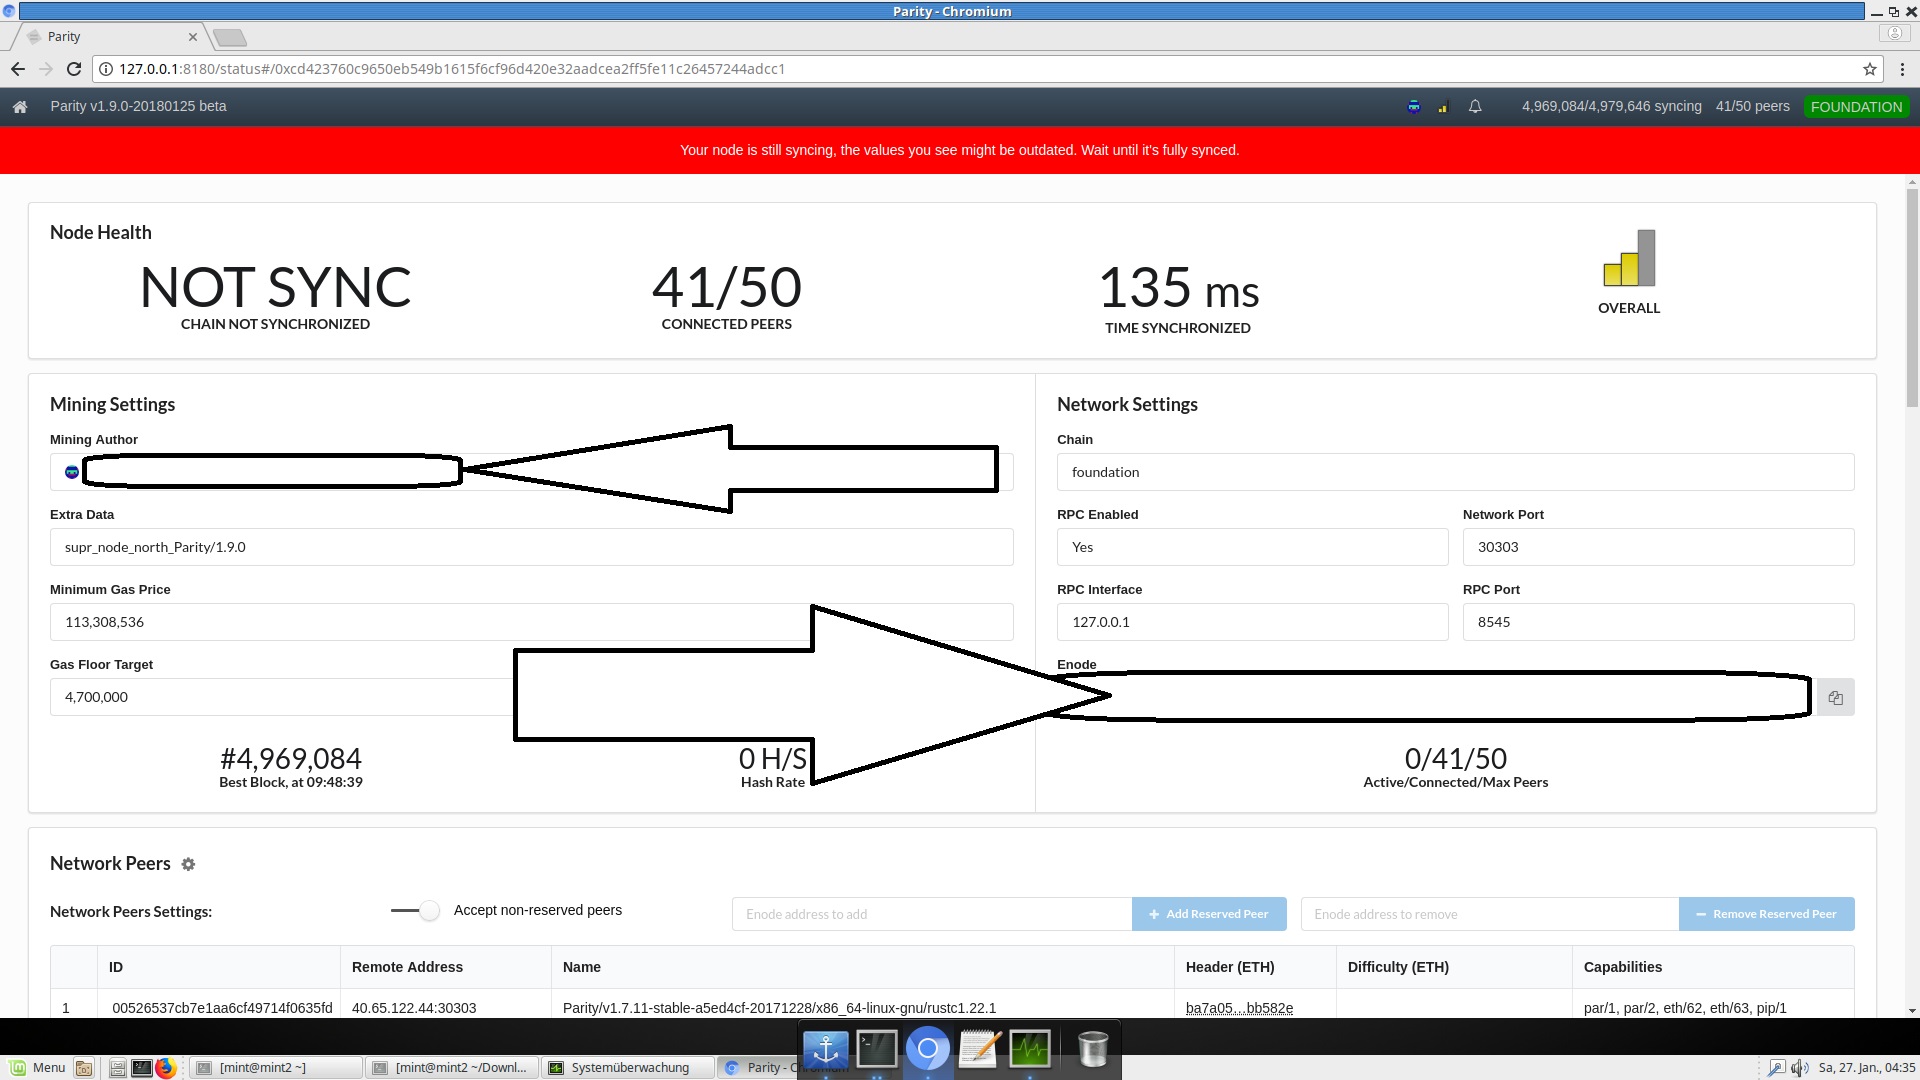 Parity - Chromium
Parity
127.0.0.1:8180/status#/0xcd423760c9650eb549b1615f6cf96d420e32aadcea2ff5fe11c26457244adcc1
Parity v1.9.0-20180125 beta
4,969,084/4,979,646 syncing 41/50 peers FOUNDATION
Your node is still syncing, the values you see might be outdated. Wait until it's fully synced.
Node Health
NOT SYNC 41/50 135 ms
CHAIN NOT SYNCHRONIZED CONNECTED PEERS TIME SYNCHRONIZED OVERALL
Mining Settings
Mining Author
Extra Data
supr_node_north_Parity/1.9.0
Minimum Gas Price
113,308,536
Gas Floor Target
4,700,000
#4,969,084 0 H/S
Best Block, at 09:48:39 Hash Rate
Network Settings
Chain
foundation
RPC Enabled Network Port
Yes 30303
RPC Interface RPC Port
127.0.0.1 8545
Enode
0/41/50
Active/Connected/Max Peers
Network Peers
Network Peers Settings: Accept non-reserved peers Enode address to add Add Reserved Peer Enode address to remove Remove Reserved Peer
ID Remote Address Name Header (ETH) Difficulty (ETH) Capabilities
1 00526537cb7e1aa6cf49714f0635fd 40.65.122.44:30303 Parity/v1.7.11-stable-a5ed4cf-20171228/x86_64-linux-gnu/rustc1.22.1 ba7a05...bb582e par/1, par/2, eth/62, eth/63, pip/1
Menu [mint@mint2 ~] [mint@mint2 ~/Downl... Systemüberwachung Parity - Chromium Sa, 27. Jan., 04:35